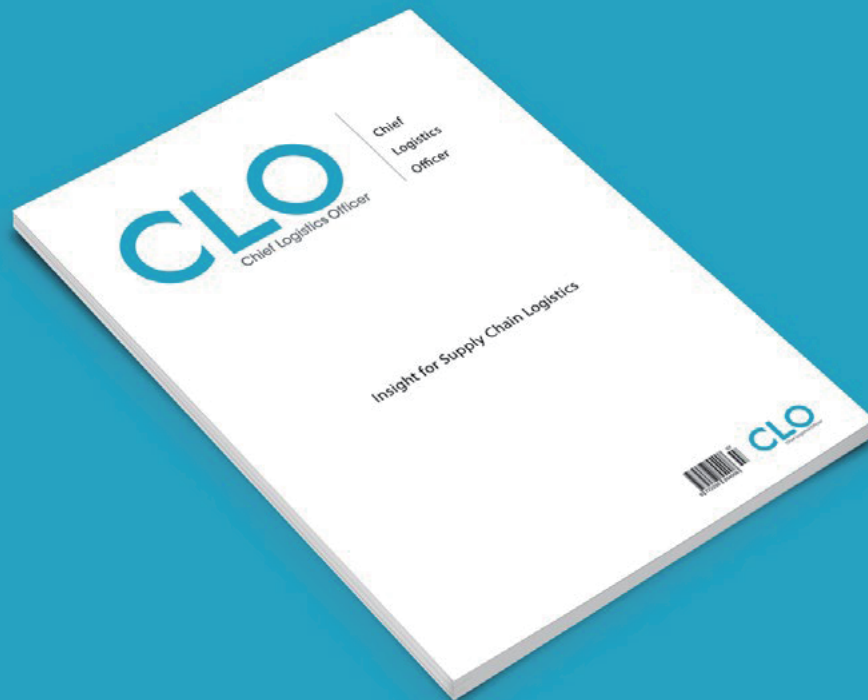 CLO
Chief Logistics Officer
Chief
Logistics
Officer
Insight for Supply Chain Logistics
CLO